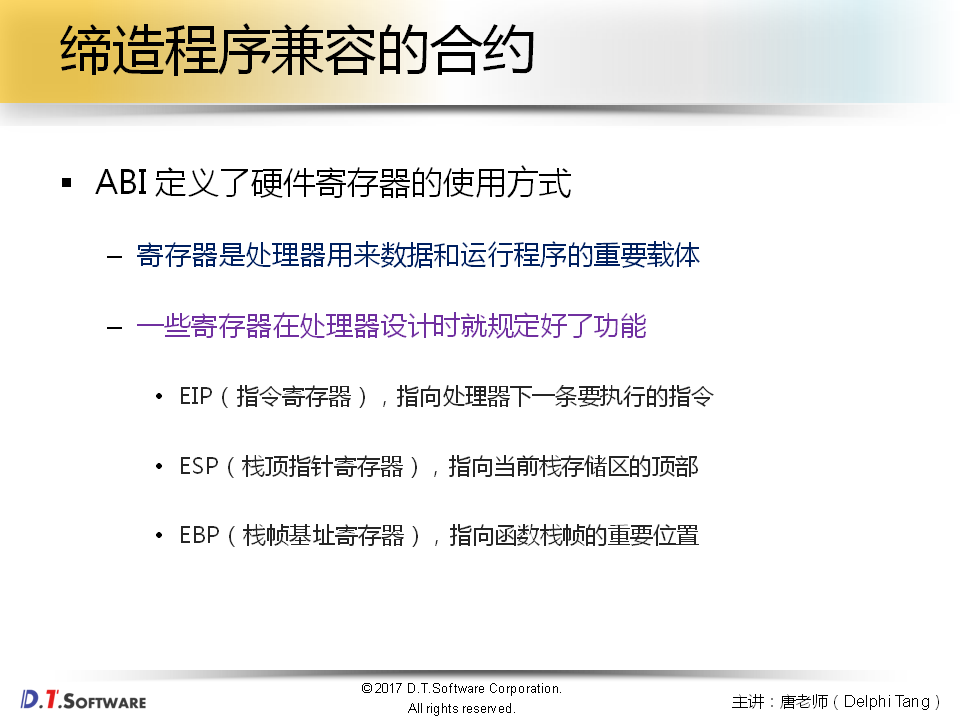 缔造程序兼容的合约
▪ ABI 定义了硬件寄存器的使用方式
– 寄存器是处理器用来数据和运行程序的重要载体
– 一些寄存器在处理器设计时就规定好了功能
• EIP（指令寄存器），指向处理器下一条要执行的指令
• ESP（栈顶指针寄存器），指向当前栈存储区的顶部
• EBP（栈帧基址寄存器），指向函数栈帧的重要位置
D.T.SOFTWARE
©2017 D.T.Software Corporation.
All rights reserved.
主讲：唐老师（Delphi Tang）